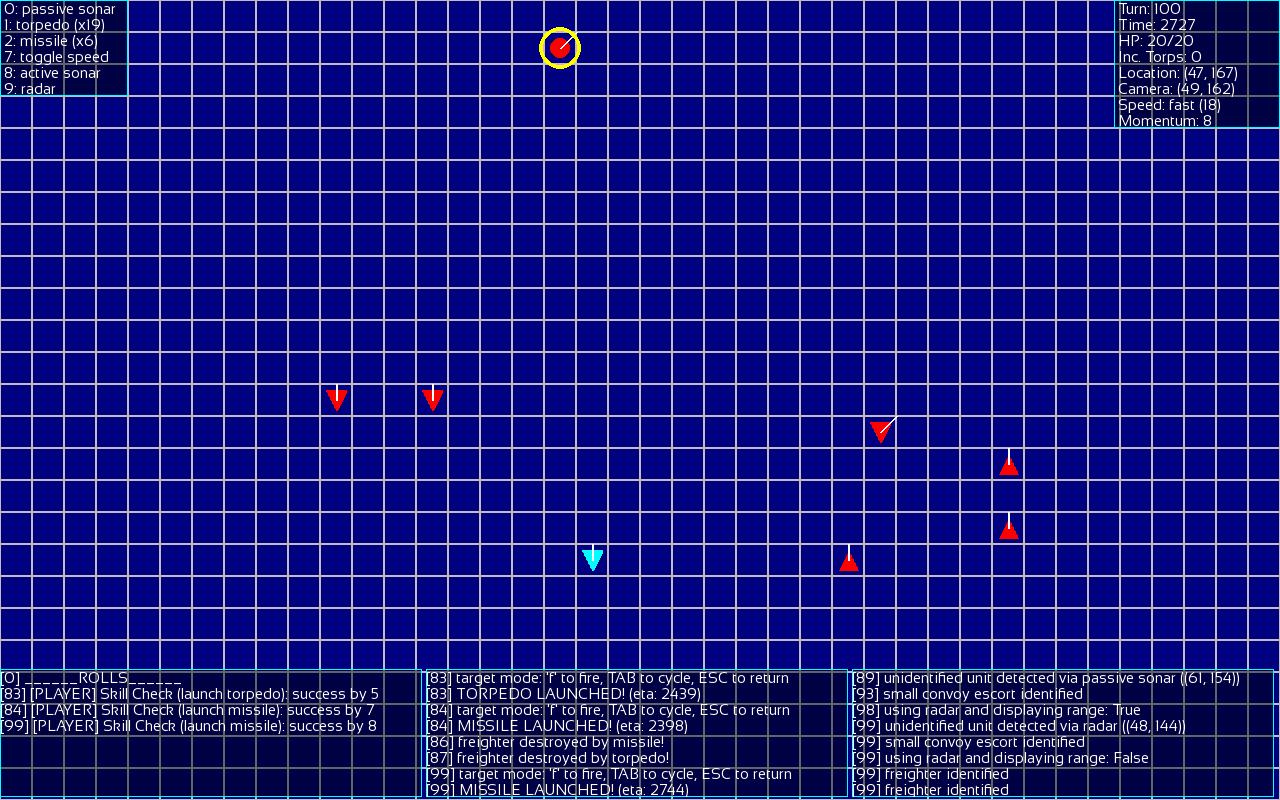 0: passive sonar
1: torpedo (x19)
2: missile (x6)
7: toggle speed
8: active sonar
9: radar
Turn: 100
Time: 2727
HP: 20/20
Inc. Torps: 0
Location: (47, 167)
Camera: (49, 162)
Speed: fast (18)
Momentum: 8
[0] ______ROLLS______
[83] [PLAYER] Skill Check (launch torpedo): success by 5
[84] [PLAYER] Skill Check (launch missile): success by 7
[99] [PLAYER] Skill Check (launch missile): success by 8
[83] target mode: 'f' to fire, TAB to cycle, ESC to return
[83] TORPEDO LAUNCHED! (eta: 2439)
[84] target mode: 'f' to fire, TAB to cycle, ESC to return
[84] MISSILE LAUNCHED! (eta: 2398)
[86] freighter destroyed by missile!
[87] freighter destroyed by torpedo!
[99] target mode: 'f' to fire, TAB to cycle, ESC to return
[99] MISSILE LAUNCHED! (eta: 2744)
[89] unidentified unit detected via passive sonar ((61, 154))
[93] small convoy escort identified
[98] using radar and displaying range: True
[99] unidentified unit detected via radar ((48, 144))
[99] small convoy escort identified
[99] using radar and displaying range: False
[99] freighter identified
[99] freighter identified